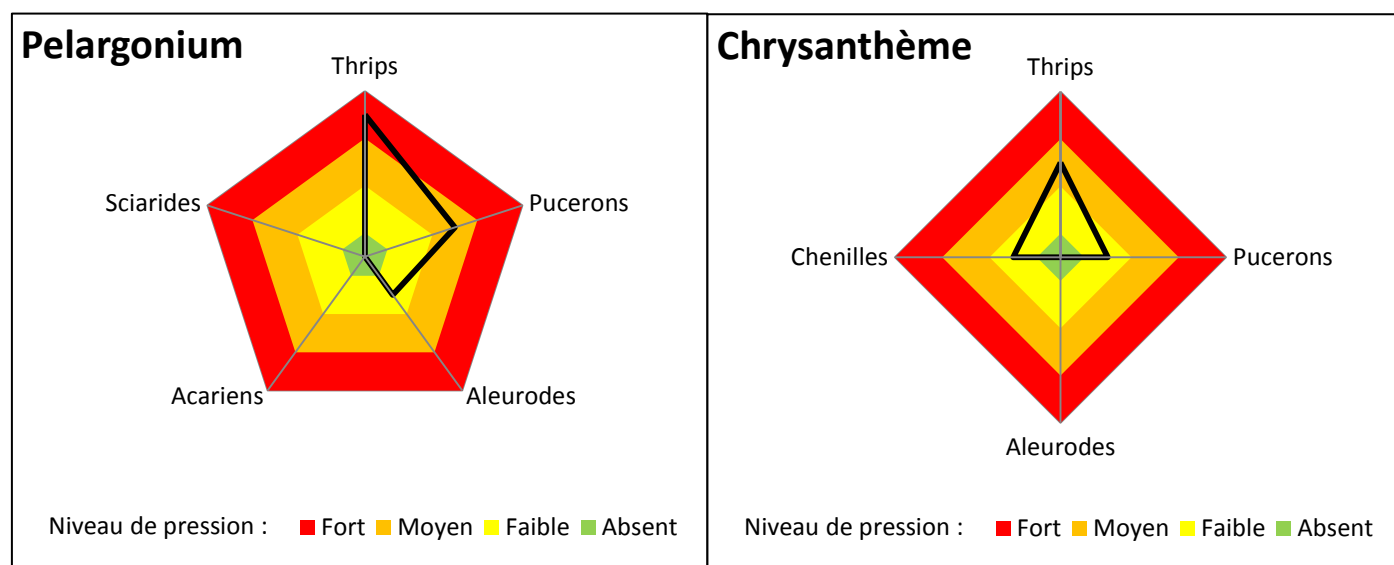 Pelargonium
Thrips
Sciarides
Pucerons
Acariens
Aleurodes
Niveau de pression : Fort Moyen Faible Absent
Chrysanthème
Thrips
Chenilles
Pucerons
Aleurodes
Niveau de pression : Fort Moyen Faible Absent